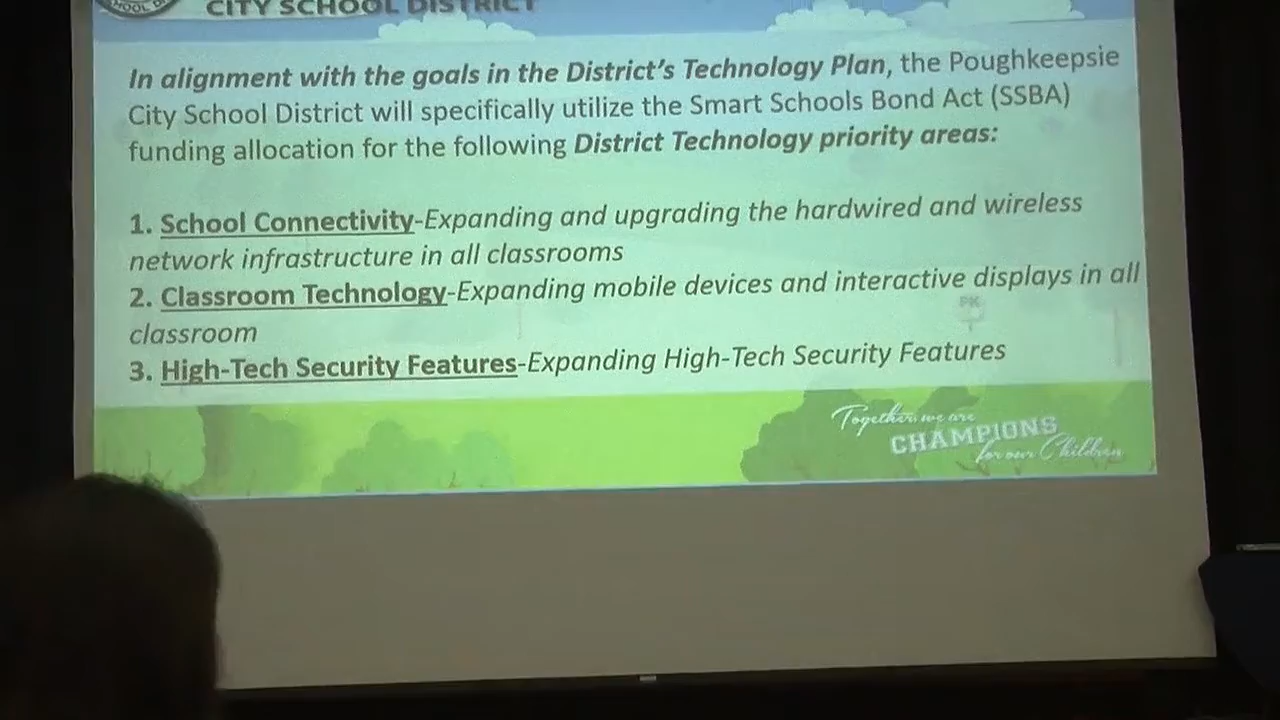 CITY SCHOOL DISTRICT
In alignment with the goals in the District's Technology Plan, the Poughkeepsie
City School District will specifically utilize the Smart Schools Bond Act (SSBA)
funding allocation for the following District Technology priority areas:
1. School Connectivity-Expanding and upgrading the hardwired and wireless
network infrastructure in all classrooms
2. Classroom Technology-Expanding mobile devices and interactive displays in all
classroom
3. High-Tech Security Features-Expanding High-Tech Security Features
PK
Together we are
CHAMPIONS
for our Children